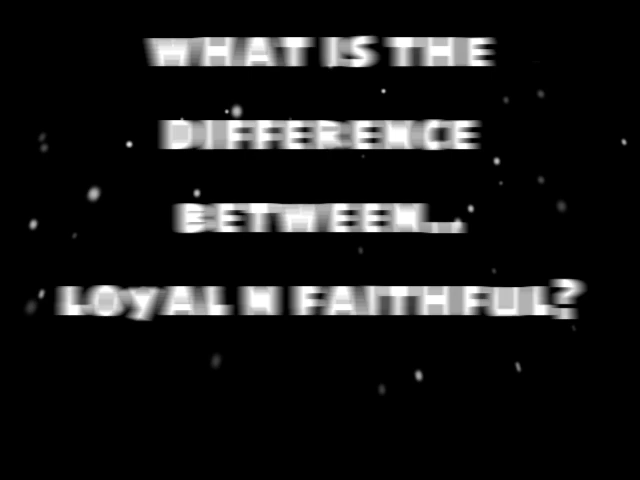 WHAT IS THE
DIFFERENCE
BETWEEN...
LOYAL N FAITHFUL?